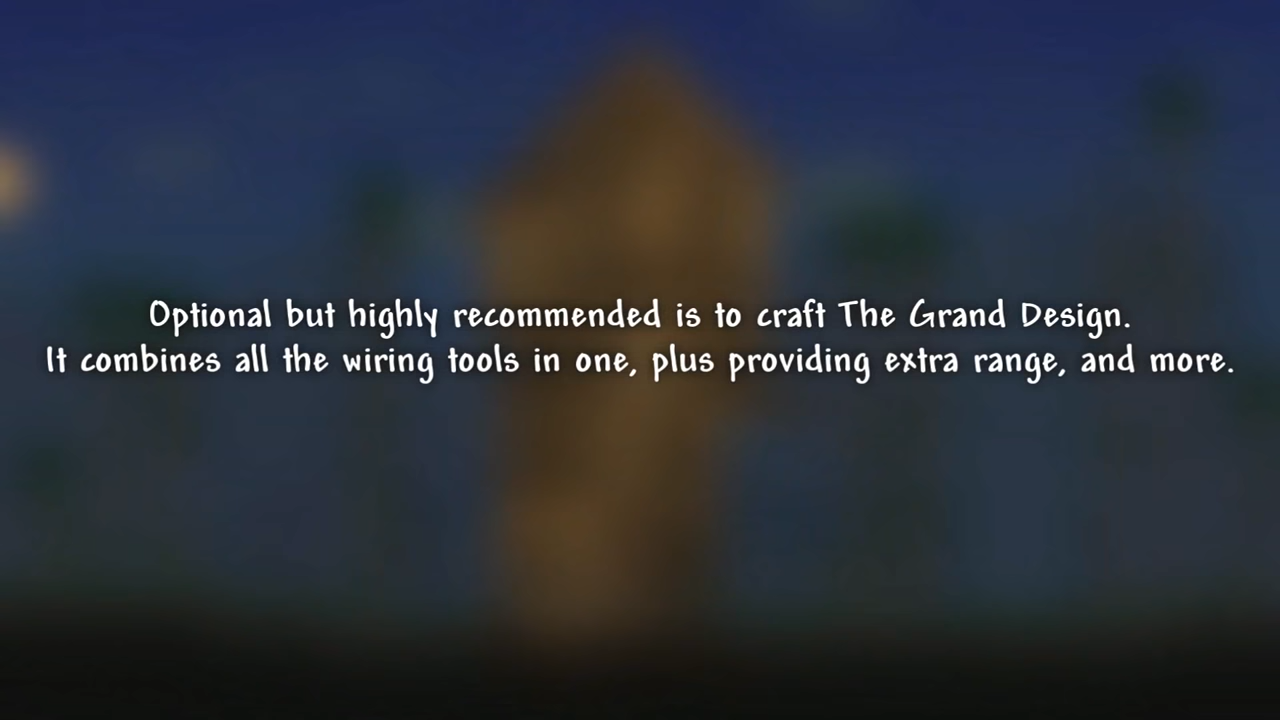 Optional but highly recommended is to craft The Grand Design.
It combines all the wiring tools in one, plus providing extra range, and more.